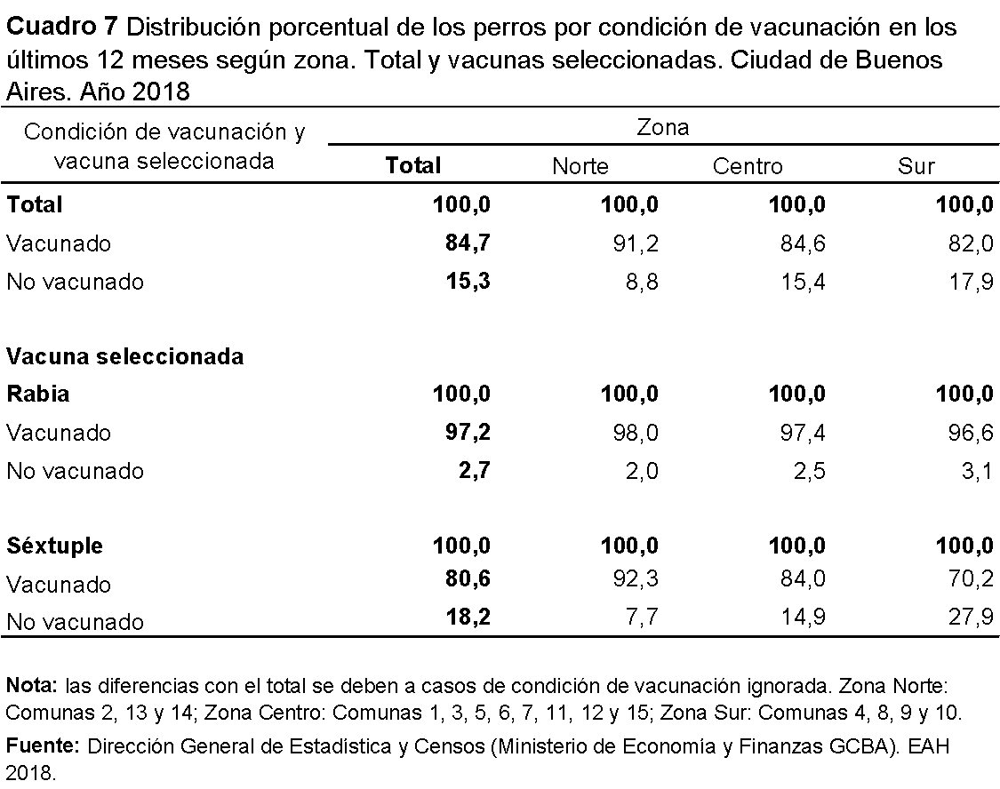 Cuadro 7 Distribución porcentual de los perros por condición de vacunación en los
últimos 12 meses según zona. Total y vacunas seleccionadas. Ciudad de Buenos
Aires. Año 2018
Condición de vacunación y
vacuna seleccionada
Zona
Total Norte Centro Sur
Total 100,0 100,0 100,0 100,0
Vacunado 84,7 91,2 84,6 82,0
No vacunado 15,3 8,8 15,4 17,9
Vacuna seleccionada
Rabia 100,0 100,0 100,0 100,0
Vacunado 97,2 98,0 97,4 96,6
No vacunado 2,7 2,0 2,5 3,1
Séxtuple 100,0 100,0 100,0 100,0
Vacunado 80,6 92,3 84,0 70,2
No vacunado 18,2 7,7 14,9 27,9
Nota: las diferencias con el total se deben a casos de condición de vacunación ignorada. Zona Norte:
Comunas 2, 13 y 14; Zona Centro: Comunas 1, 3, 5, 6, 7, 11, 12 y 15; Zona Sur: Comunas 4, 8, 9 y 10.
Fuente: Dirección General de Estadística y Censos (Ministerio de Economía y Finanzas GCBA). EAH
2018.